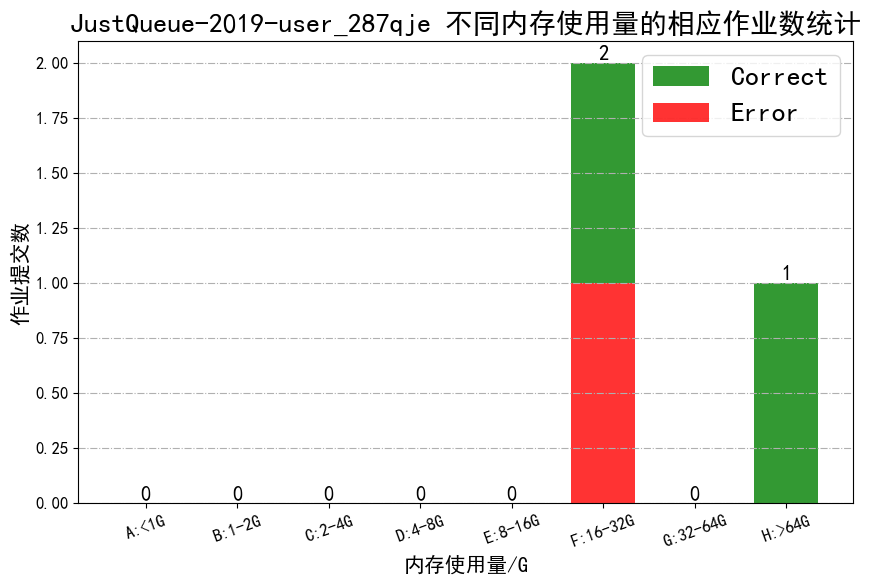 JustQueue-2019-user_287qje 不同内存使用量的相应作业数统计
Correct
Error
作业提交数
2.00
1.75
1.50
1.25
1.00
0.75
0.50
0.25
0.00
0
0
0
0
0
2
0
1
A:<1G
B:1-2G
C:2-4G
D:4-8G
E:8-16G
F:16-32G
G:32-64G
H:>64G
内存使用量/G